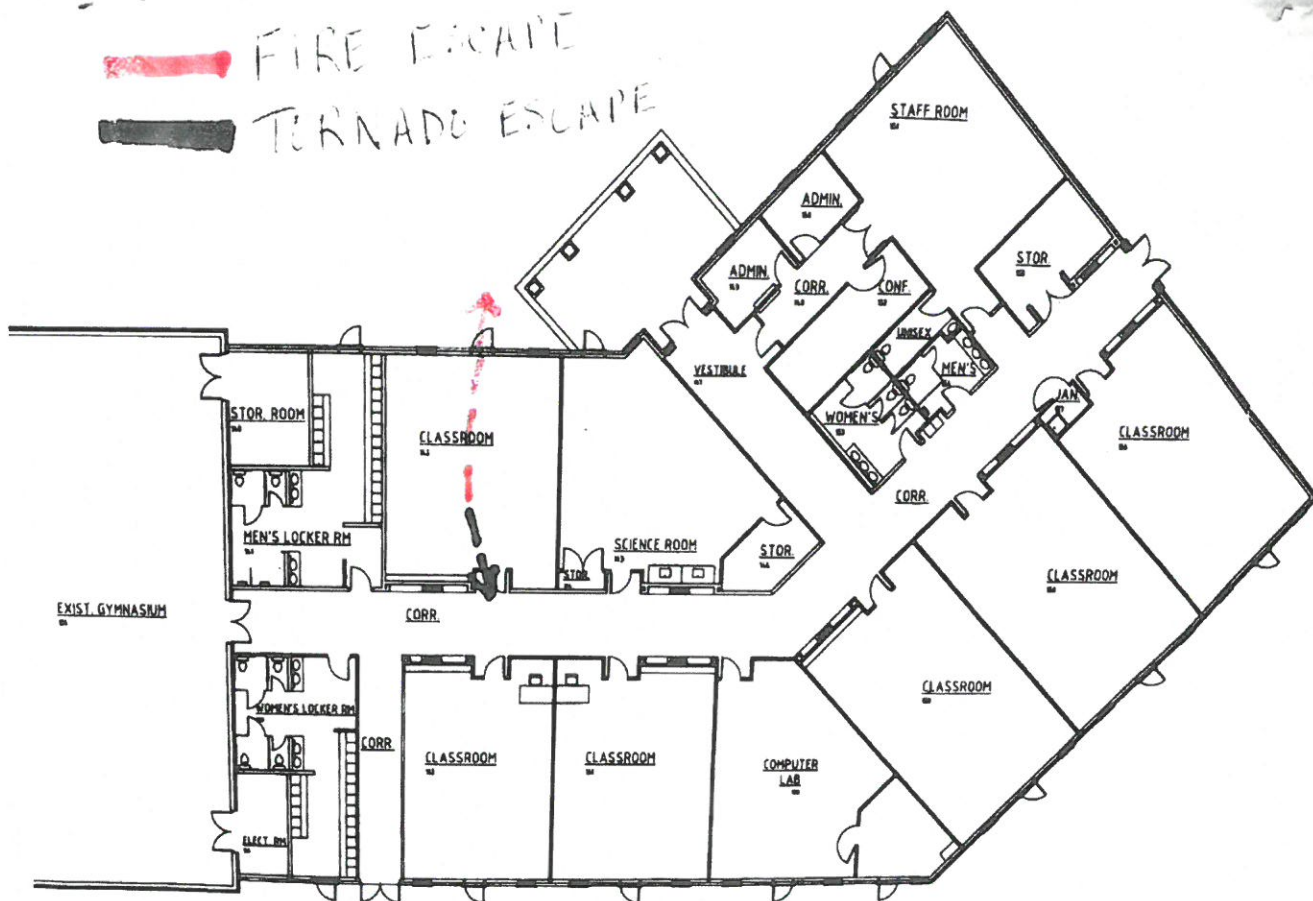 FIRE ESCAPE
TORNADO ESCAPE
STAFF ROOM
ADMIN.
STOR.
ADMIN.
CORR.
CONF.
UNISEX
MEN'S
VESTIBULE
WOMEN'S
JAN.
CLASSROOM
STOR. ROOM
CLASSROOM
CORR.
MEN'S LOCKER RM
SCIENCE ROOM
STOR.
STOR.
CLASSROOM
EXIST. GYMNASIUM
CORR.
CLASSROOM
WOMEN'S LOCKER RM
CORR
CLASSROOM
CLASSROOM
COMPUTER
LAB
ELECT. RM